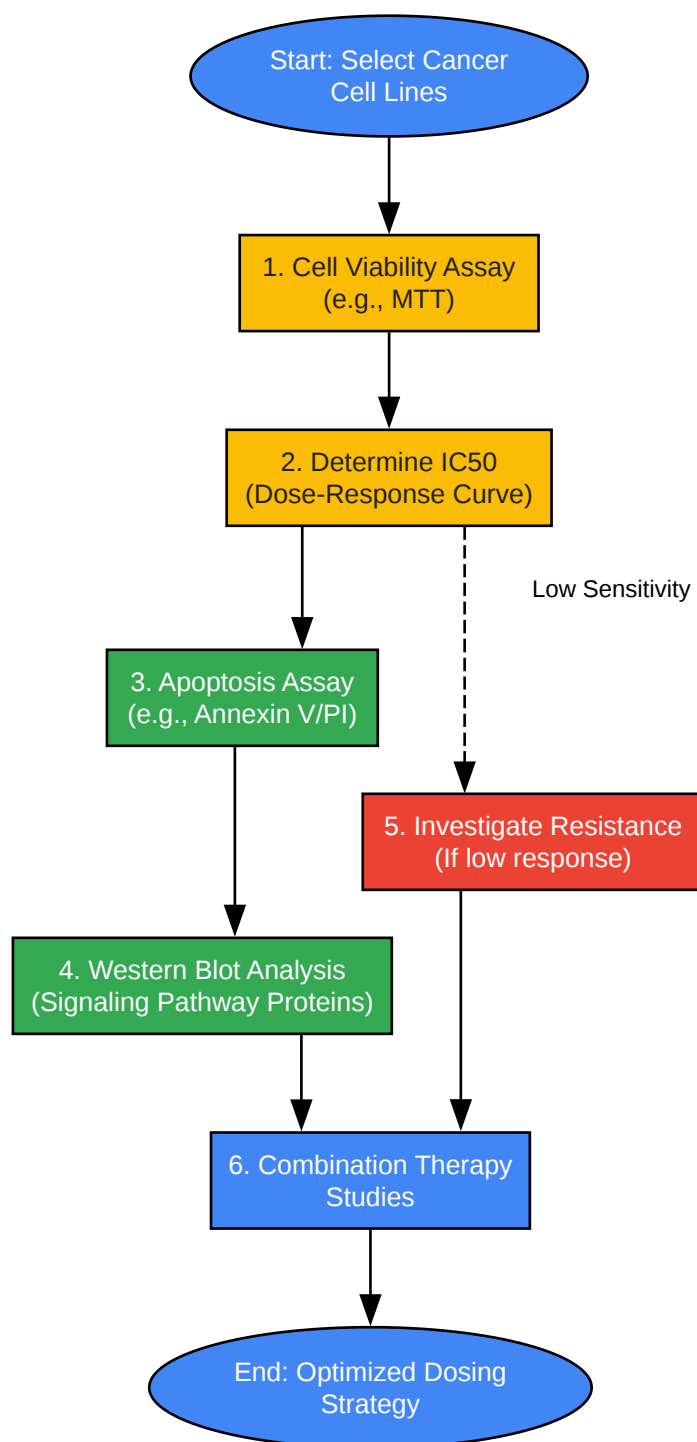 Start: Select Cancer
Cell Lines
1. Cell Viability Assay
(e.g., MTT)
2. Determine IC50
(Dose-Response Curve)
Low Sensitivity
3. Apoptosis Assay
(e.g., Annexin V/PI)
5. Investigate Resistance
(If low response)
4. Western Blot Analysis
(Signaling Pathway Proteins)
6. Combination Therapy
Studies
End: Optimized Dosing
Strategy